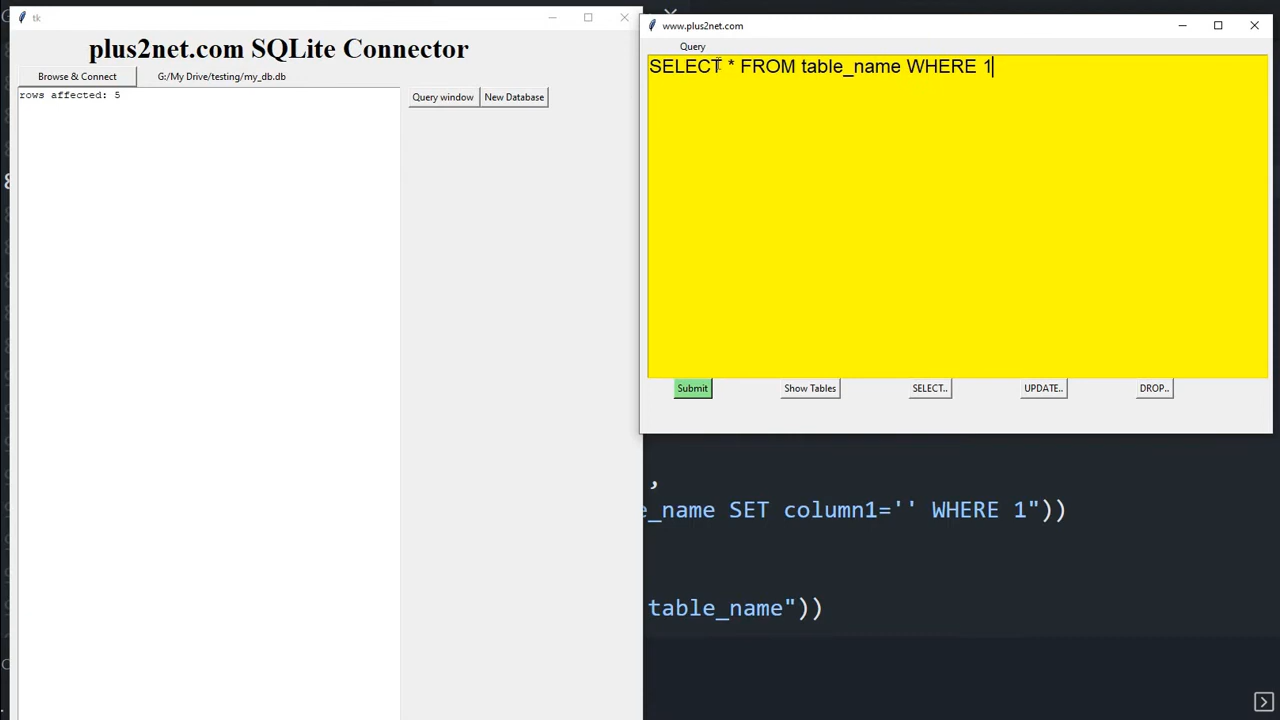 tk
plus2net.com SQLite Connector
Browse & Connect
G:/My Drive/testing/my_db.db
rows affected: 5
Query window
New Database
www.plus2net.com
Query
SELECT * FROM table_name WHERE 1
Submit
Show Tables
SELECT..
UPDATE..
DROP..
,
e_name SET column1='' WHERE 1"))
table_name"))